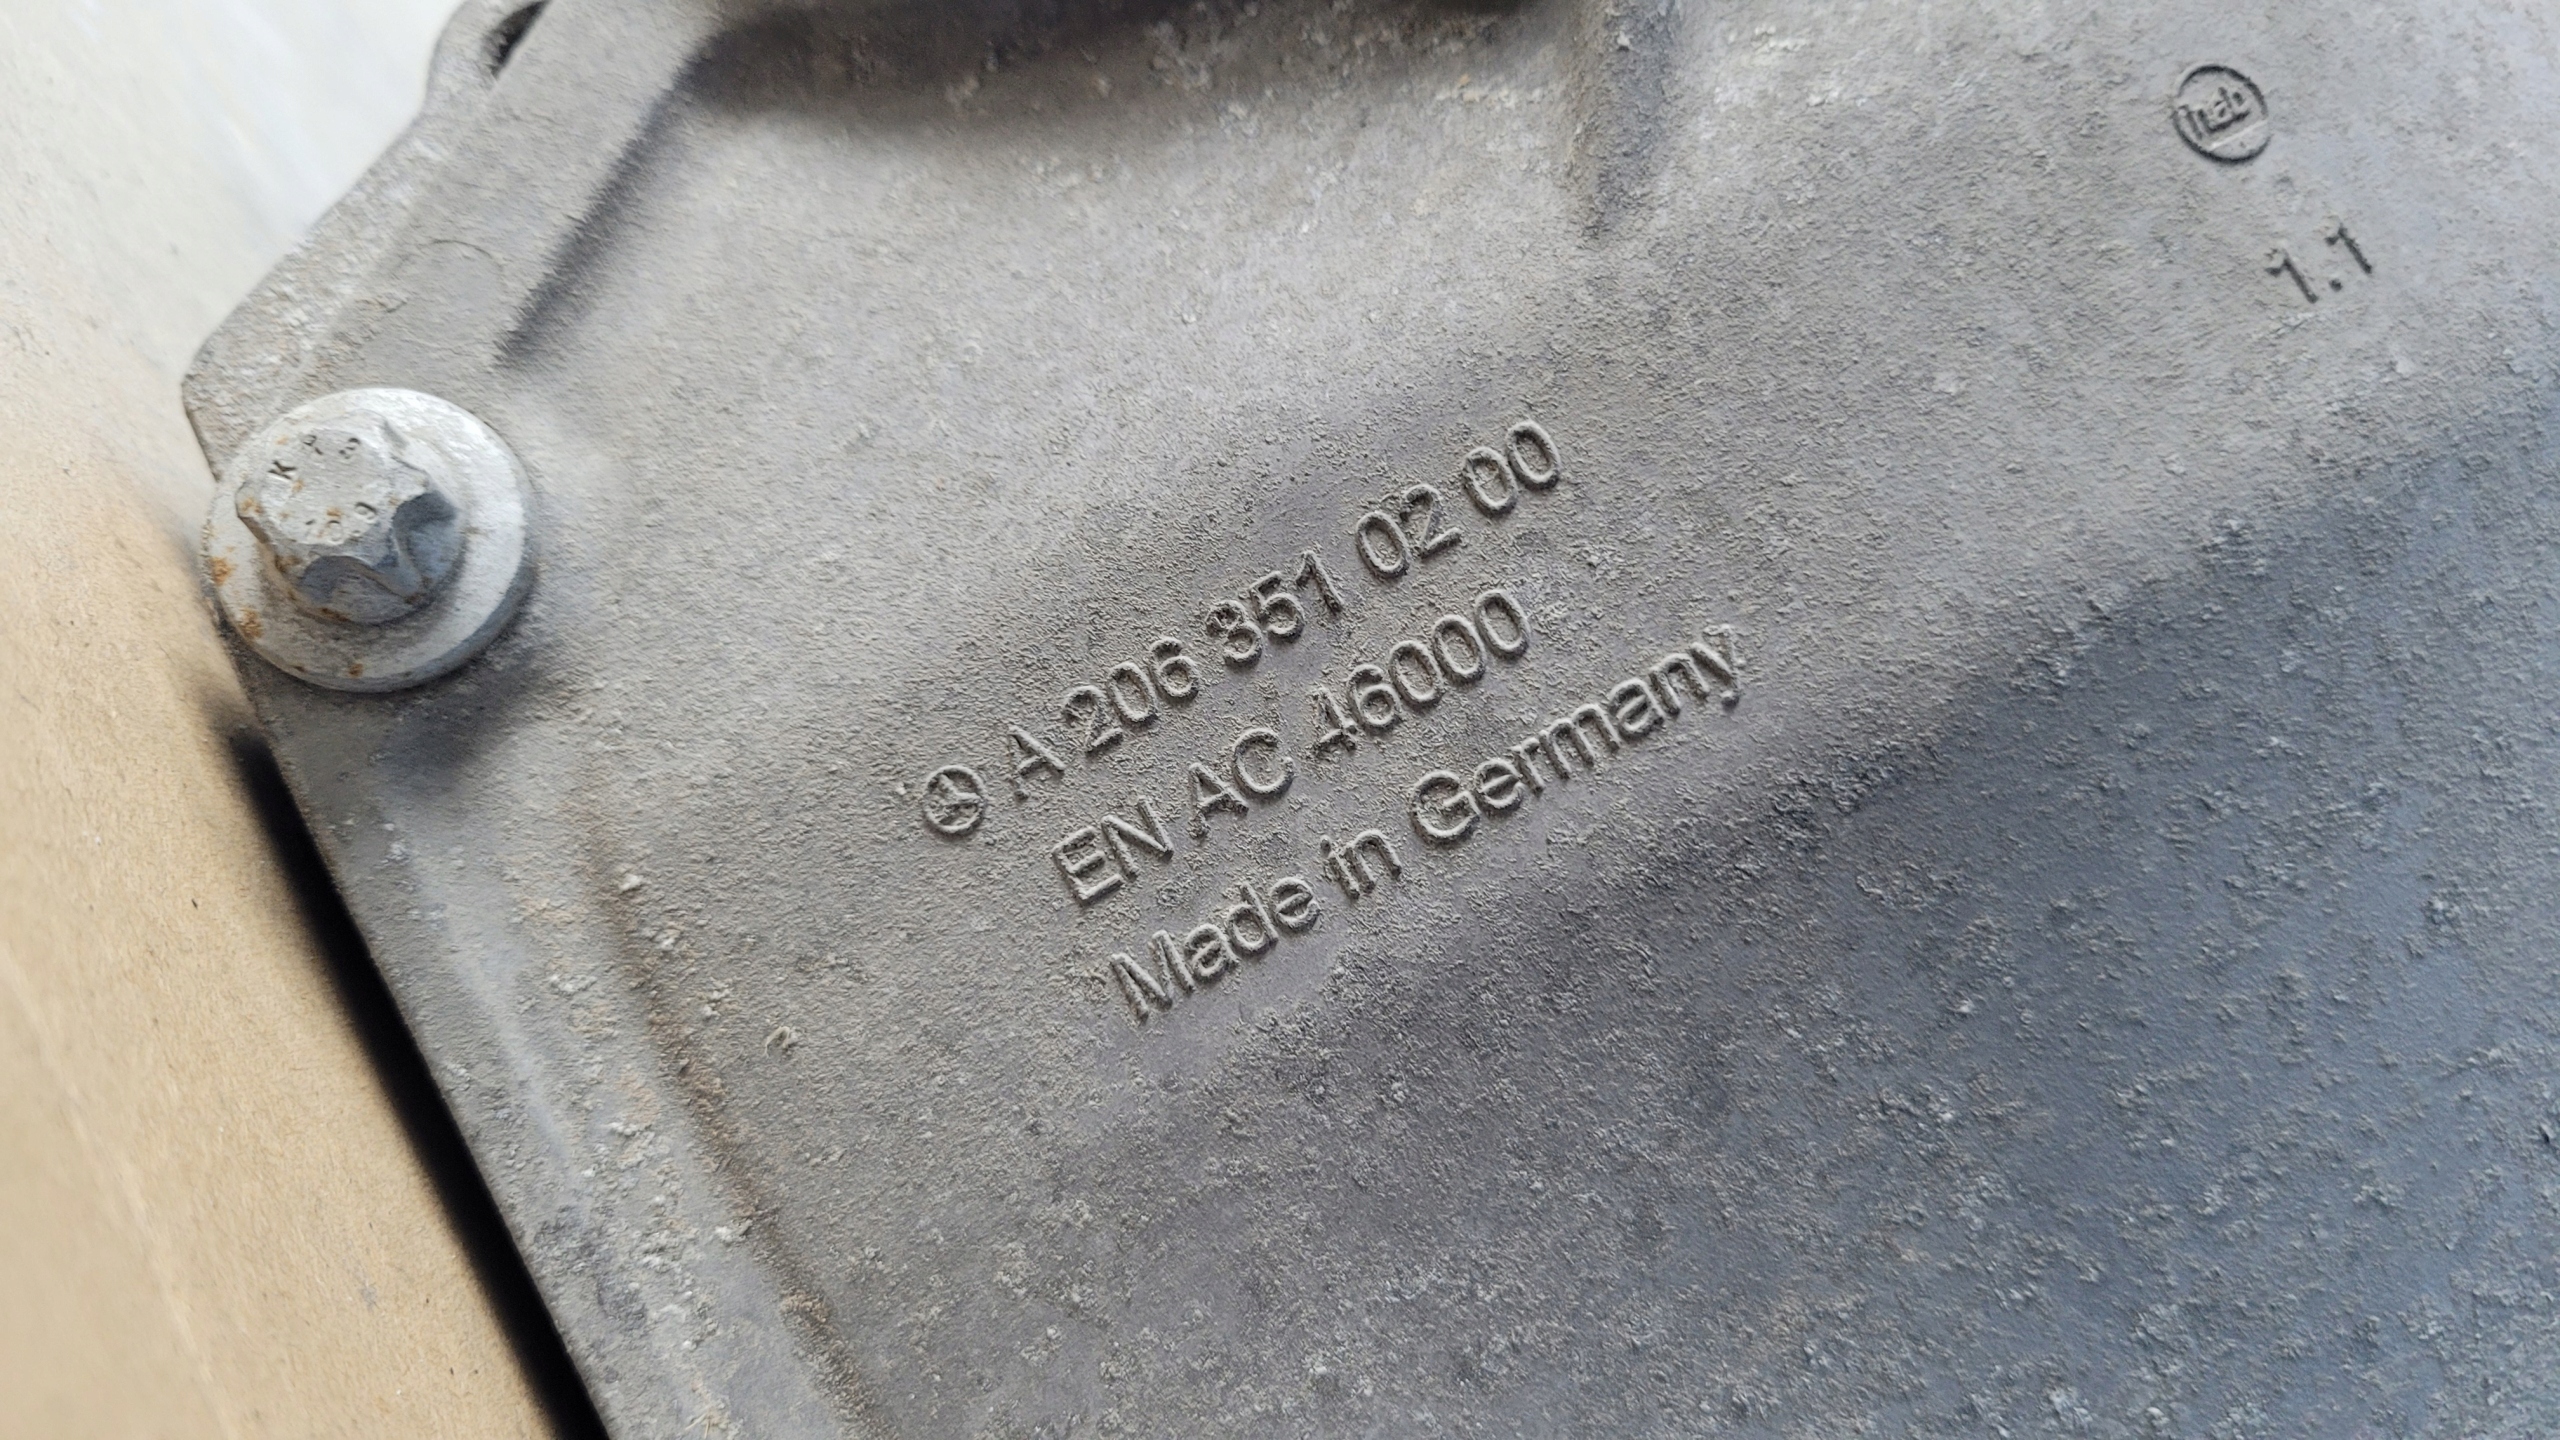 1.1
A 206 351 02 00
EN AC 46000
Made in Germany